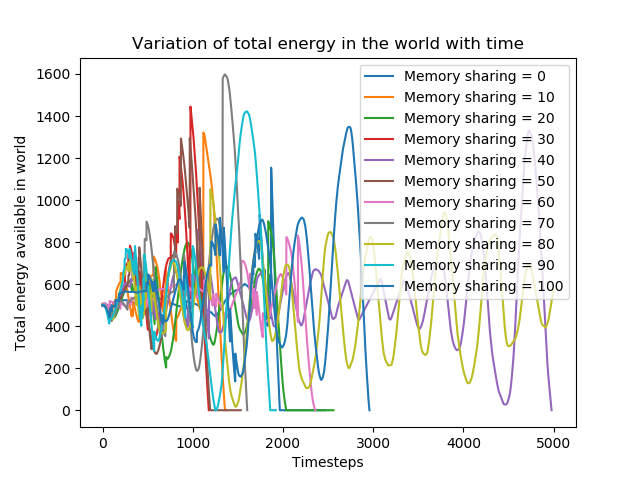 Variation of total energy in the world with time
Total energy available in world
1600
1400
1200
1000
800
600
400
200
0
Memory sharing = 0
Memory sharing = 10
Memory sharing = 20
Memory sharing = 30
Memory sharing = 40
Memory sharing = 50
Memory sharing = 60
Memory sharing = 70
Memory sharing = 80
Memory sharing = 90
Memory sharing = 100
0 1000 2000 3000 4000 5000
Timesteps